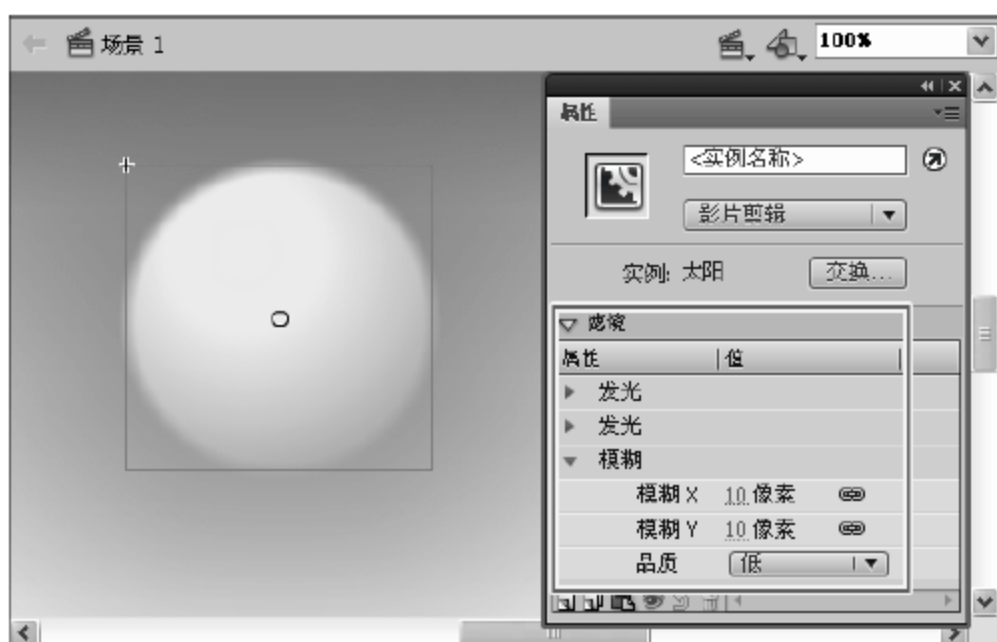 场景 1
100%
属性
<实例名称>
影片剪辑
实例: 太阳
交换...
滤镜
属性
值
发光
发光
模糊
模糊 X 10 像素
模糊 Y 10 像素
品质 低